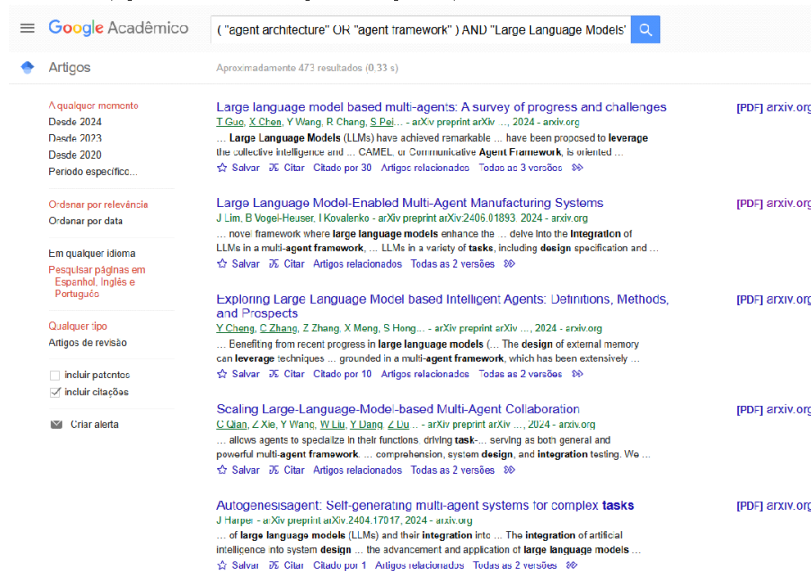 Google Acadêmico
( "agent architecture" OR "agent framework" ) AND "Large Language Models"
Artigos
Aproximadamente 473 resultados (0,33 s)
A qualquer momento
Desde 2024
Desde 2023
Desde 2020
Período específico...
Ordenar por relevância
Ordenar por data
Em qualquer idioma
Pesquisar páginas em
Espanhol, Inglês e
Português
Qualquer tipo
Artigos de revisão
incluir patentes
incluir citações
Criar alerta
Large language model based multi-agents: A survey of progress and challenges
[PDF] arxiv.org
T Guo, X Chen, Y Wang, R Chang, S Pei... - arXiv preprint arXiv ..., 2024 - arxiv.org
... Large Language Models (LLMs) have achieved remarkable ... have been proposed to leverage
the collective intelligence and ... CAMEL, or Communicative Agent Framework, is oriented ...
Salvar Citar Citado por 30 Artigos relacionados Todas as 3 versões
Large Language Model-Enabled Multi-Agent Manufacturing Systems
[PDF] arxiv.org
J Lim, B Vogel-Heuser, I Kovalenko - arXiv preprint arXiv:2406.01893, 2024 - arxiv.org
... novel framework where large language models enhance the ... delve Into the Integration of
LLMs in a multi-agent framework, ... LLMs in a variety of tasks, including design specification and ...
Salvar Citar Artigos relacionados Todas as 2 versões
Exploring Large Language Model based Intelligent Agents: Definitions, Methods,
and Prospects
[PDF] arxiv.org
Y Cheng, C Zhang, Z Zhang, X Meng, S Hong... - arXiv preprint arXiv ..., 2024 - arxiv.org
... Benefiting from recent progress in large language models (... The design of external memory
can leverage techniques ... grounded in a multi-agent framework, which has been extensively ...
Salvar Citar Citado por 10 Artigos relacionados Todas as 2 versões
Scaling Large-Language-Model-based Multi-Agent Collaboration
[PDF] arxiv.org
C Qian, Z Xie, Y Wang, W Liu, Y Dang, Z Du ... - arXiv preprint arXiv ..., 2024 - arxiv.org
... allows agents to specialize in their functions, driving task-... serving as both general and
powerful multi-agent framework. ... comprehension, system design, and integration testing. We ...
Salvar Citar Artigos relacionados Todas as 2 versões
Autogenesisagent: Self-generating multi-agent systems for complex tasks
[PDF] arxiv.org
J Harper - arXiv preprint arXiv:2404.17017, 2024 - arxiv.org
... of large language models (LLMs) and their integration into ... The integration of artificial
intelligence into system design ... the advancement and application of large language models ...
Salvar Citar Citado por 1 Artigos relacionados Todas as 2 versões